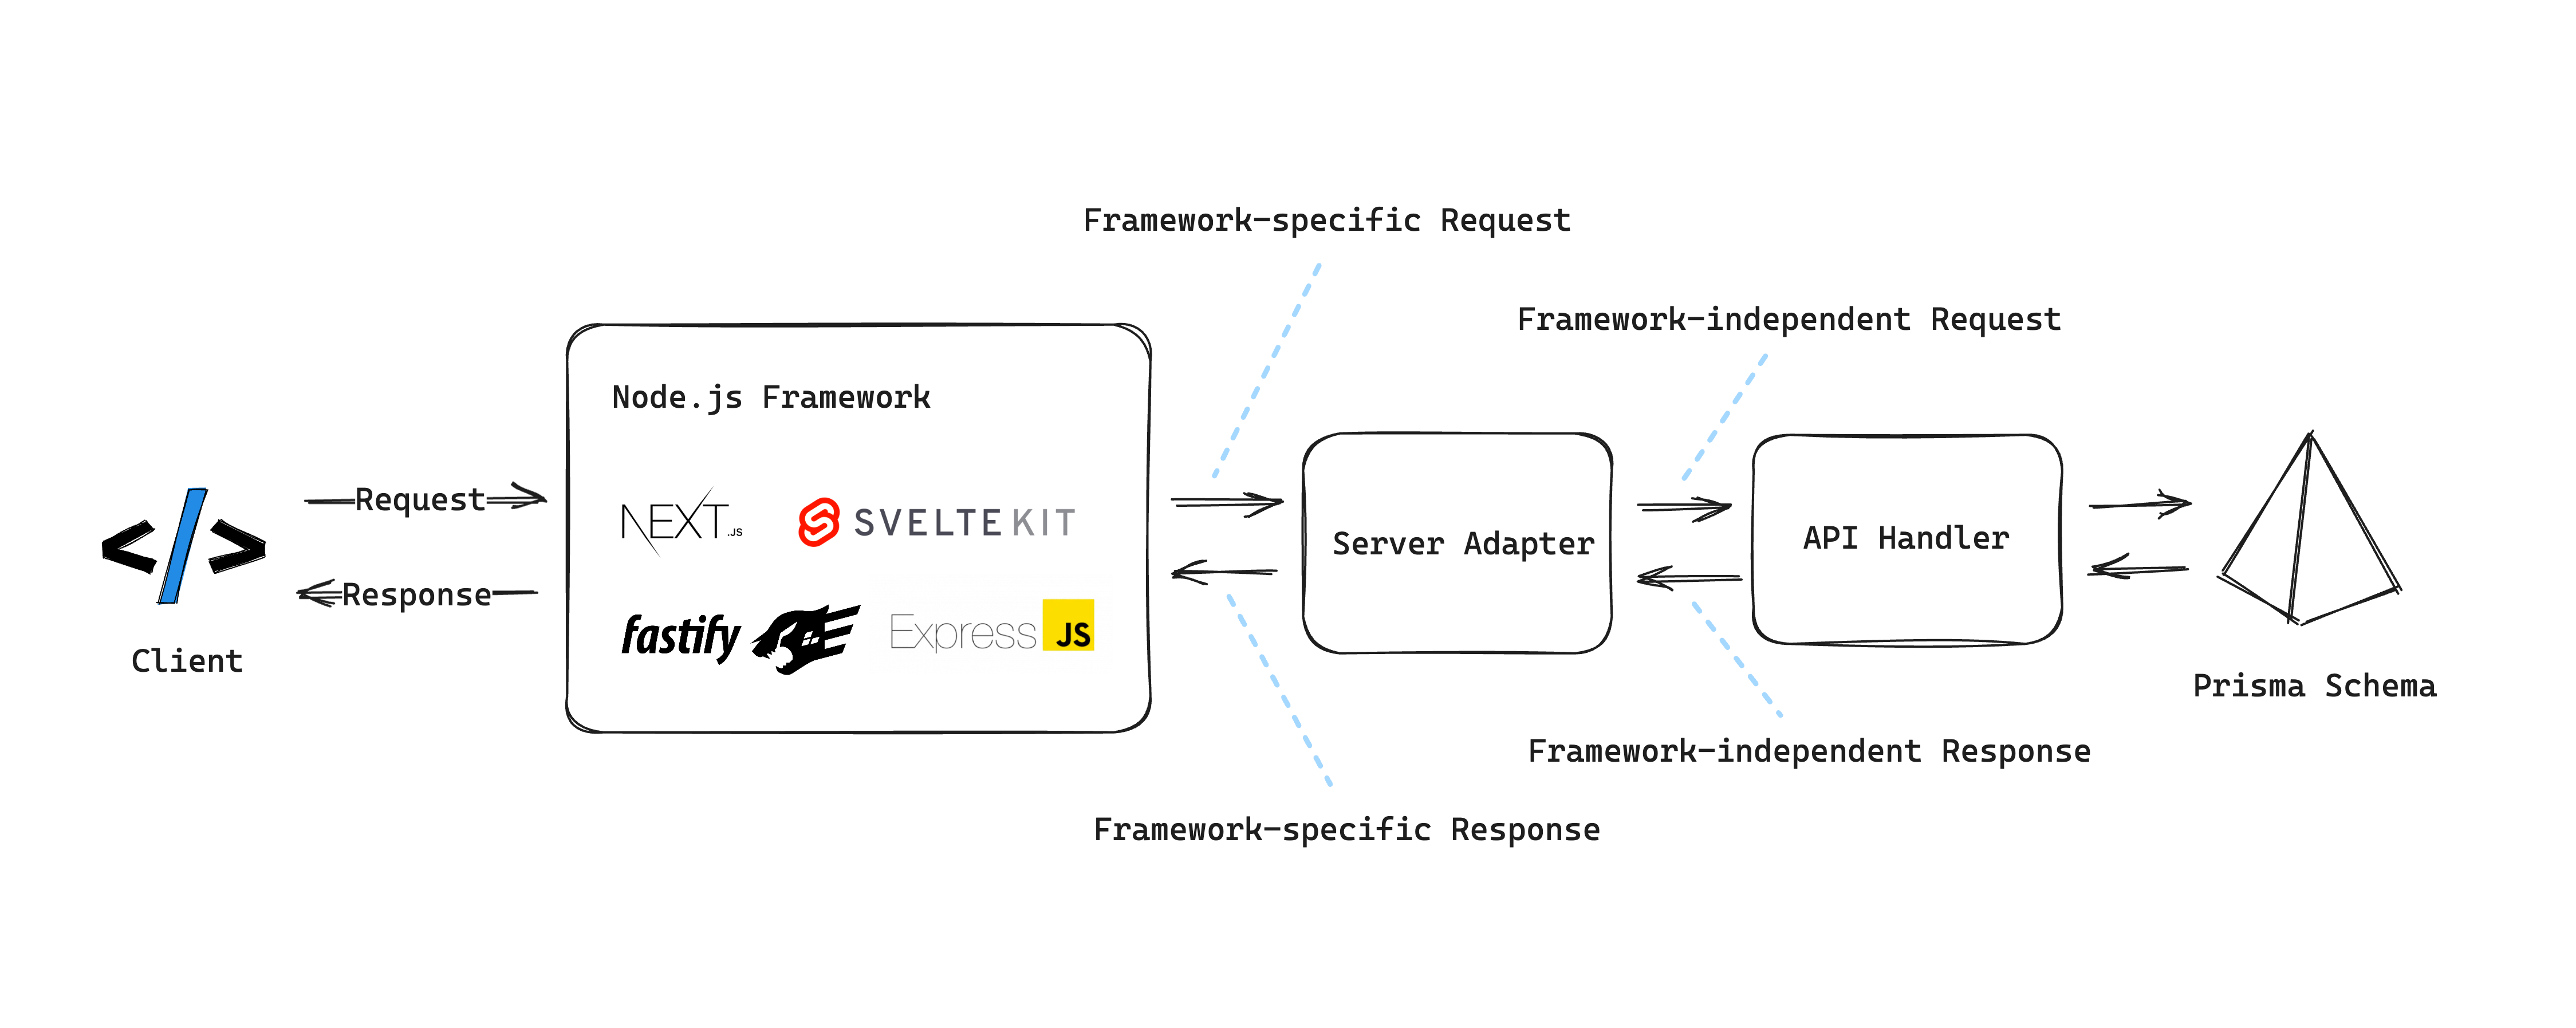 Framework-specific Request
Framework-independent Request
Node.js Framework
NEXT.JS
SVELTEKIT
Request
Server Adapter
API Handler
Response
fastify
Express JS
Client
Prisma Schema
Framework-independent Response
Framework-specific Response